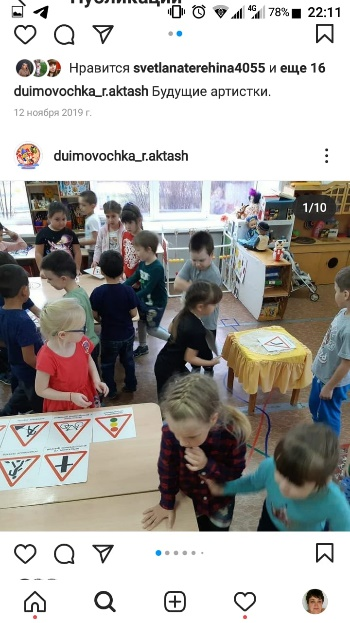 22:11
4G
78%
Публикации
Нравится svetlanaterehina4055 и еще 16
duimovochka_r.aktash Будущие артистки.
12 ноября 2019 г.
duimovochka_r.aktash
1/10